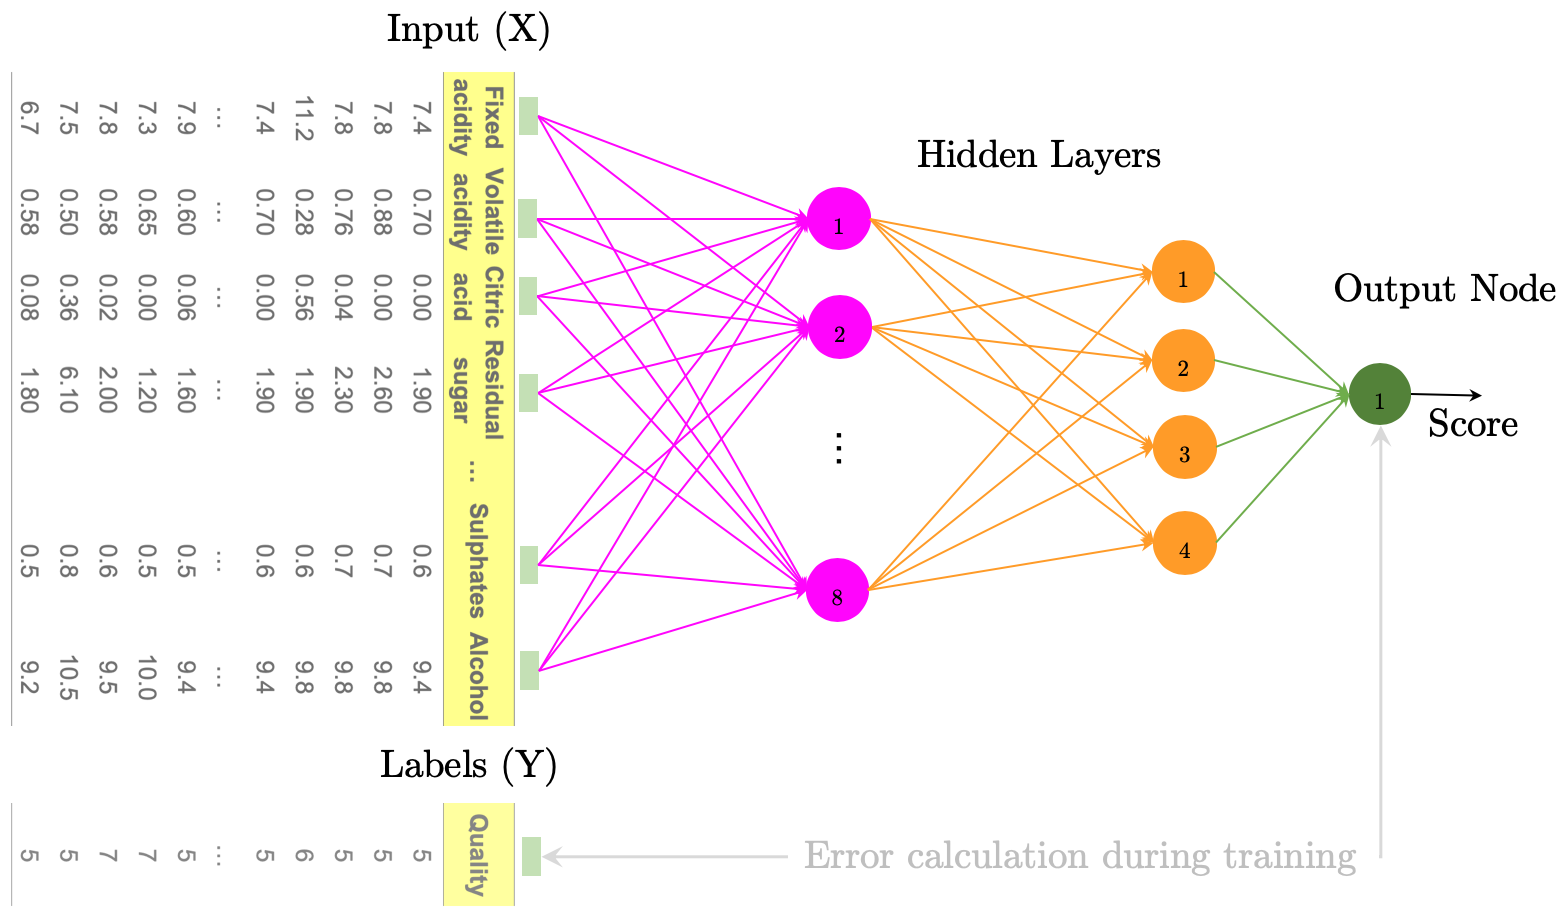 Input (X)
Fixed Volatile Citric Residual
acidity acidity acid sugar ... Sulphates Alcohol
7.4 0.70 0.00 1.90 0.6 9.4
7.8 0.88 0.00 2.60 0.7 9.8
7.8 0.76 0.04 2.30 0.7 9.8
11.2 0.28 0.56 1.90 0.6 9.8
7.4 0.70 0.00 1.90 0.6 9.4
... ... ... ... ... ...
7.9 0.60 0.06 1.60 0.5 9.4
7.3 0.65 0.00 1.20 0.5 10.0
7.8 0.58 0.02 2.00 0.6 9.5
7.5 0.50 0.36 6.10 0.8 10.5
6.7 0.58 0.08 1.80 0.5 9.2
Hidden Layers
1
2
⋮
8
1
2
3
4
Output Node
1
Score
Labels (Y)
Quality
5
5
5
6
5
...
5
7
7
5
5
Error calculation during training